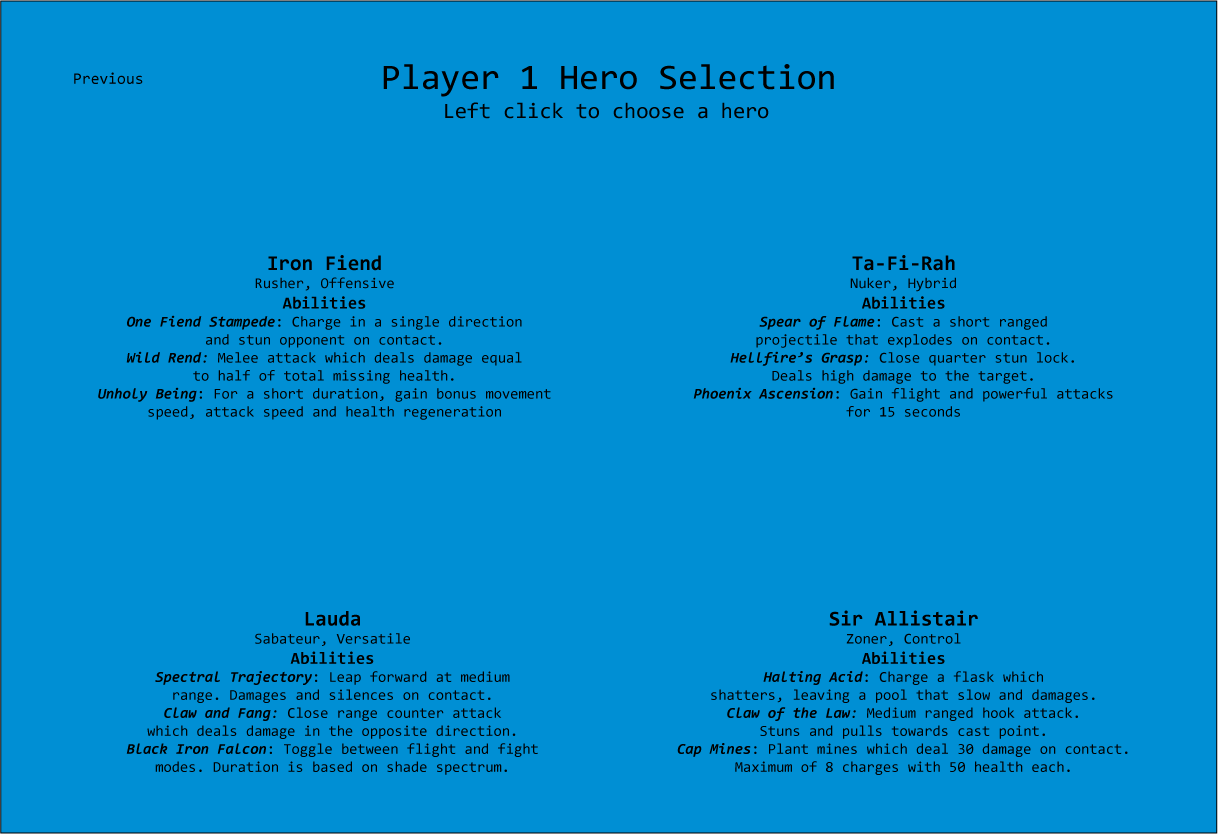 Previous
Player 1 Hero Selection
Left click to choose a hero
Iron Fiend
Rusher, Offensive
Abilities
One Fiend Stampede: Charge in a single direction
and stun opponent on contact.
Wild Rend: Melee attack which deals damage equal
to half of total missing health.
Unholy Being: For a short duration, gain bonus movement
speed, attack speed and health regeneration
Ta-Fi-Rah
Nuker, Hybrid
Abilities
Spear of Flame: Cast a short ranged
projectile that explodes on contact.
Hellfire’s Grasp: Close quarter stun lock.
Deals high damage to the target.
Phoenix Ascension: Gain flight and powerful attacks
for 15 seconds
Lauda
Sabateur, Versatile
Abilities
Spectral Trajectory: Leap forward at medium
range. Damages and silences on contact.
Claw and Fang: Close range counter attack
which deals damage in the opposite direction.
Black Iron Falcon: Toggle between flight and fight
modes. Duration is based on shade spectrum.
Sir Allistair
Zoner, Control
Abilities
Halting Acid: Charge a flask which
shatters, leaving a pool that slow and damages.
Claw of the Law: Medium ranged hook attack.
Stuns and pulls towards cast point.
Cap Mines: Plant mines which deal 30 damage on contact.
Maximum of 8 charges with 50 health each.